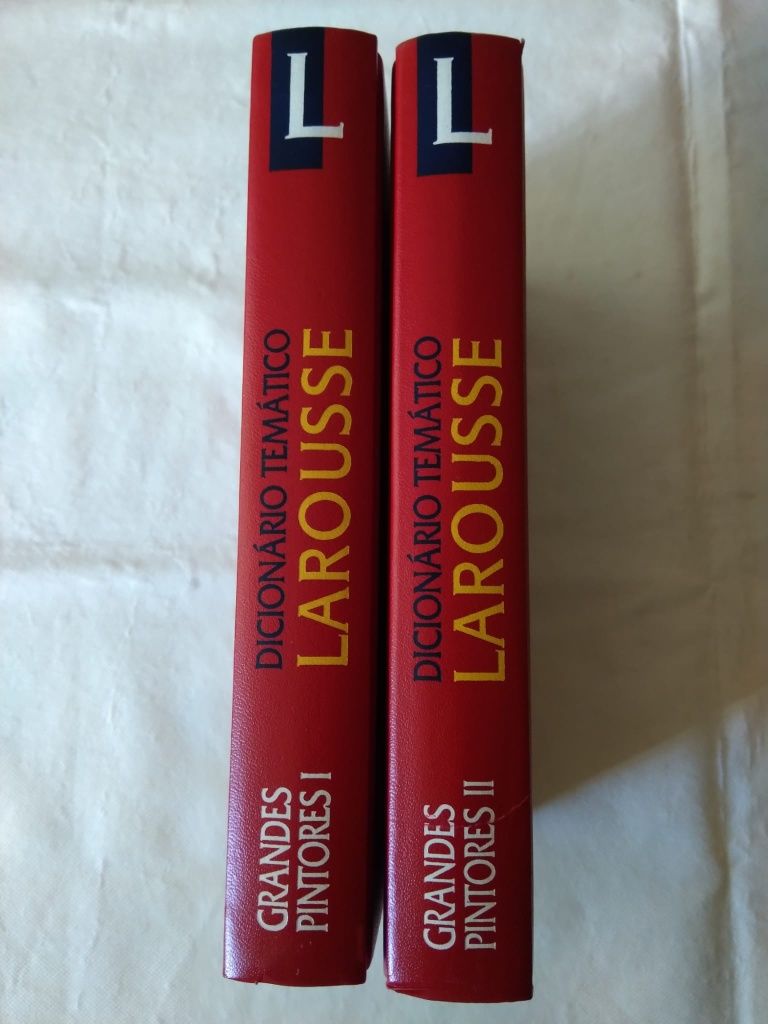 L
DICIONÁRIO TEMÁTICO
LAROUSSE
GRANDES
PINTORES I
L
DICIONÁRIO TEMÁTICO
LAROUSSE
GRANDES
PINTORES II